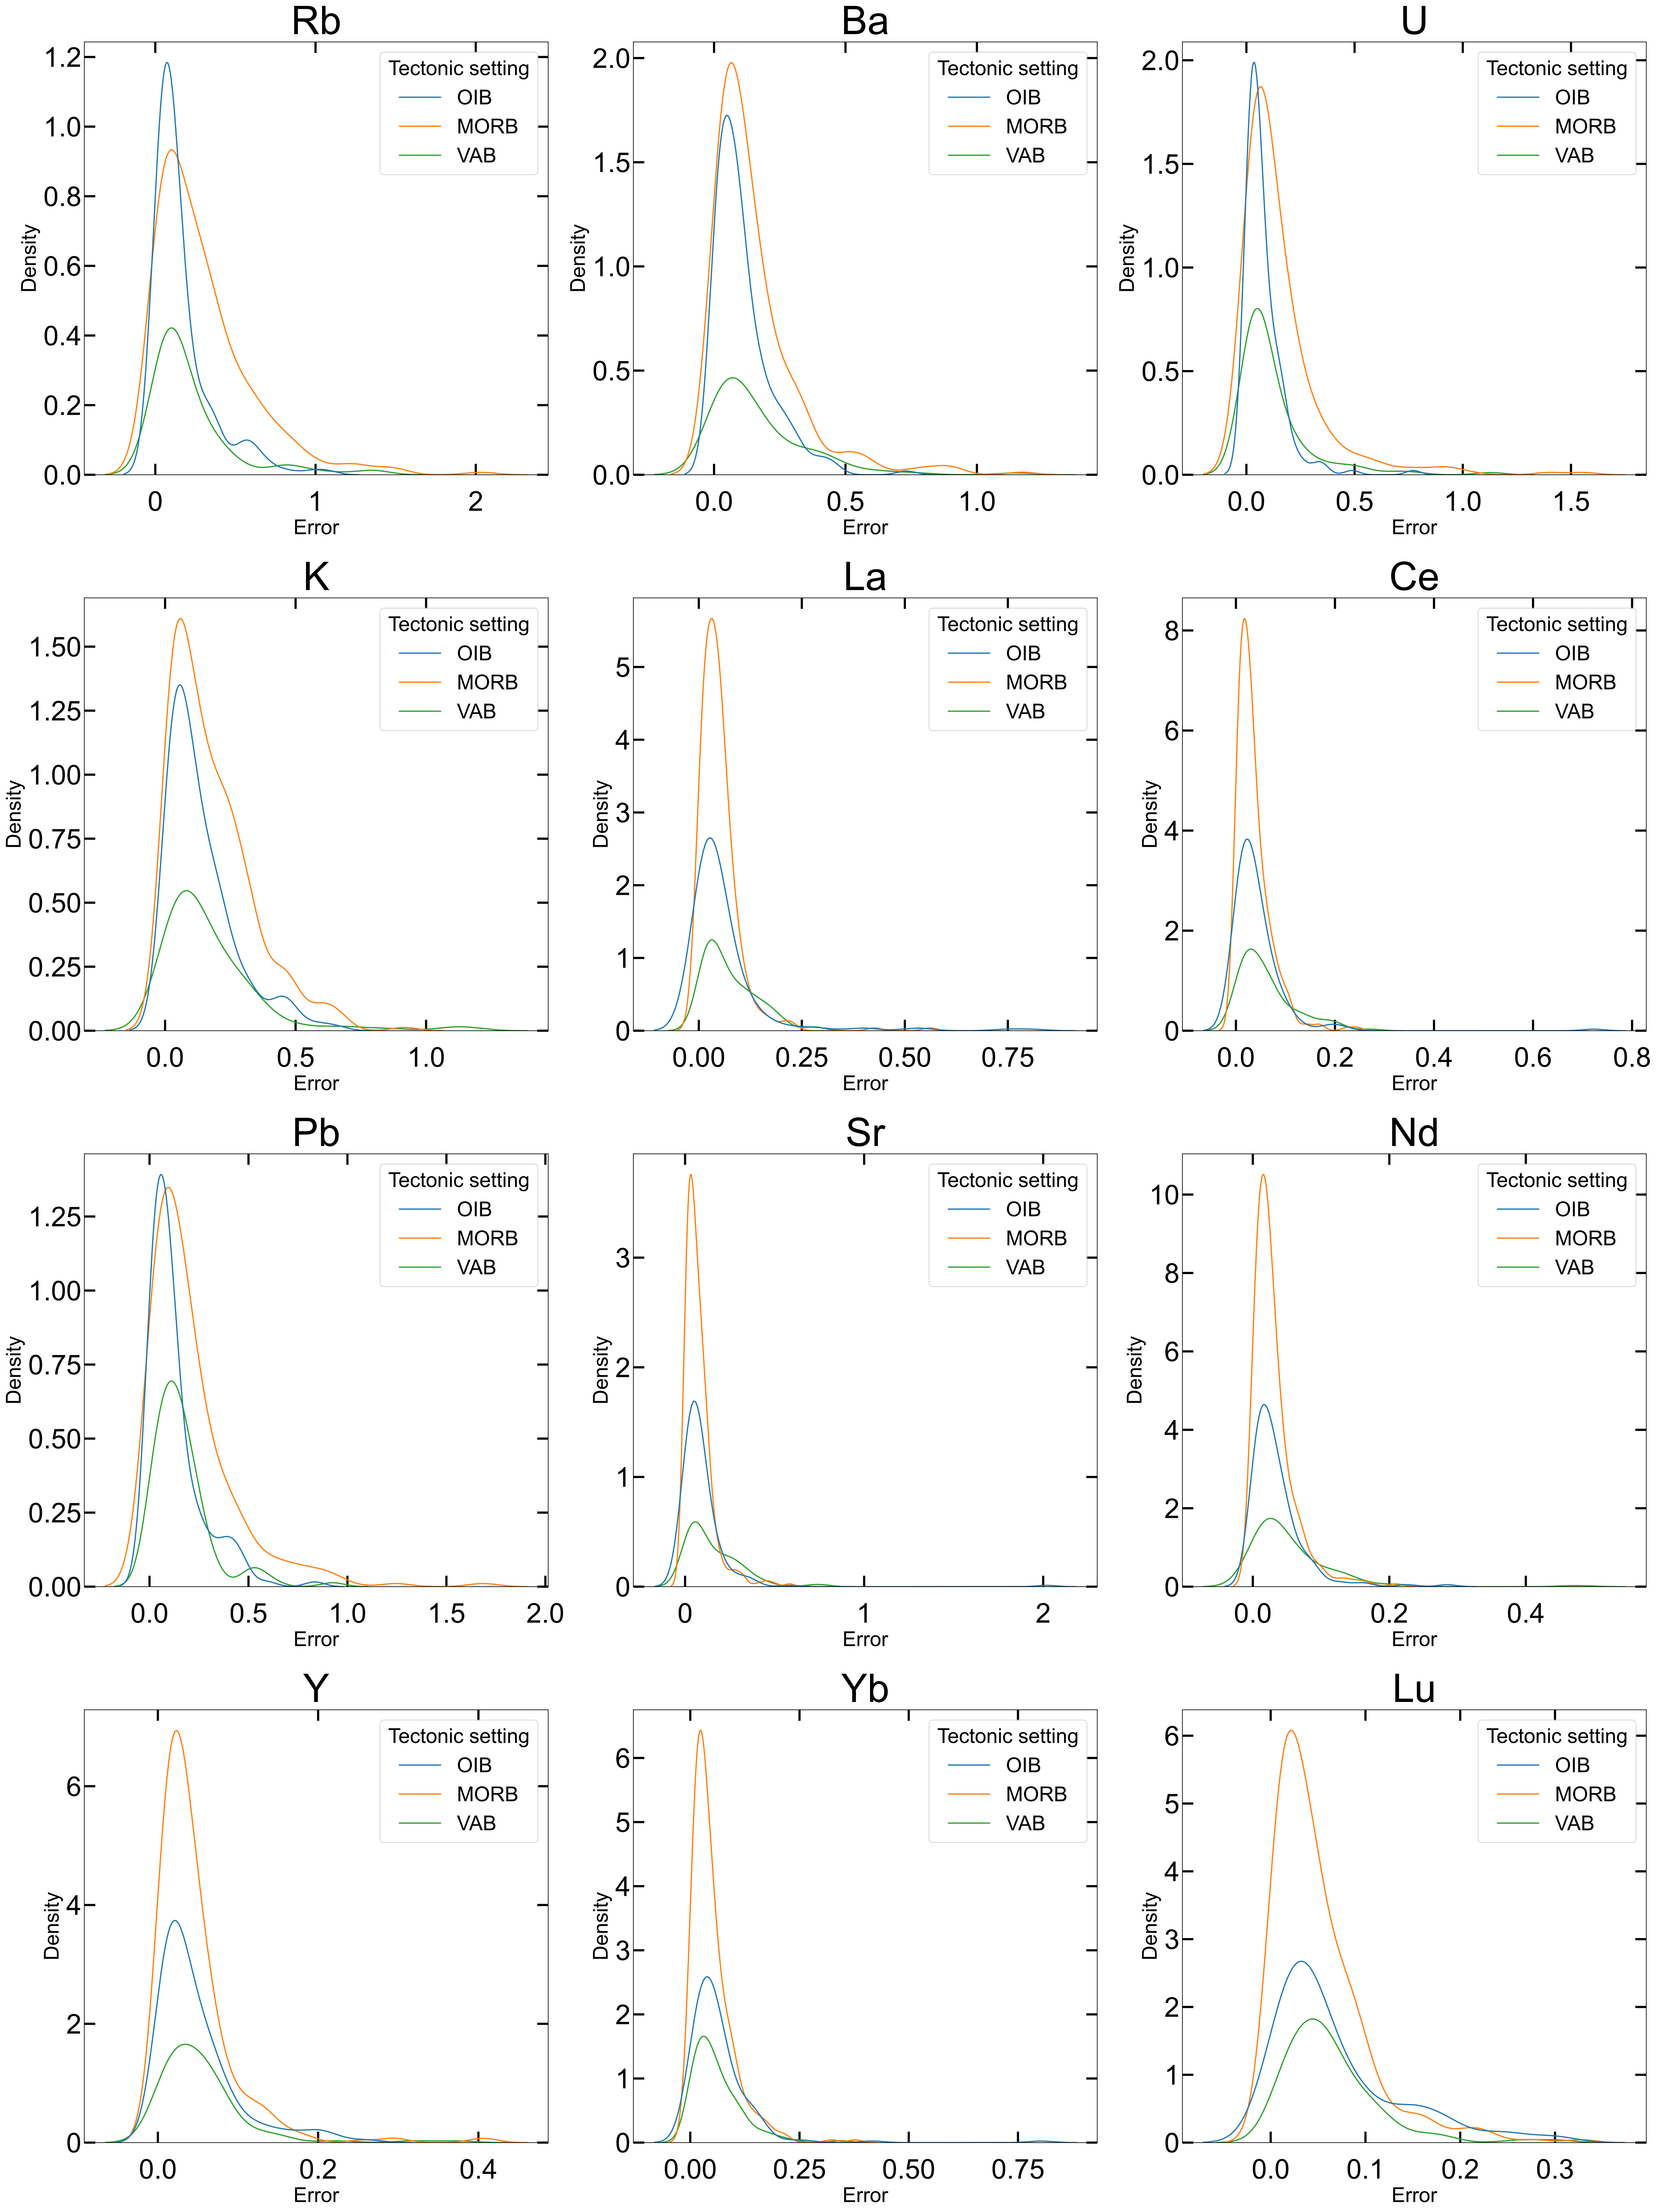 Rb
Density
1.2
1.0
0.8
0.6
0.4
0.2
0.0
0
1
2
Error
Tectonic setting
OIB
MORB
VAB
Ba
Density
2.0
1.5
1.0
0.5
0.0
0.0
0.5
1.0
Error
Tectonic setting
OIB
MORB
VAB
U
Density
2.0
1.5
1.0
0.5
0.0
0.0
0.5
1.0
1.5
Error
Tectonic setting
OIB
MORB
VAB
K
Density
1.50
1.25
1.00
0.75
0.50
0.25
0.00
0.0
0.5
1.0
Error
Tectonic setting
OIB
MORB
VAB
La
Density
5
4
3
2
1
0
0.00
0.25
0.50
0.75
Error
Tectonic setting
OIB
MORB
VAB
Ce
Density
8
6
4
2
0
0.0
0.2
0.4
0.6
0.8
Error
Tectonic setting
OIB
MORB
VAB
Pb
Density
1.25
1.00
0.75
0.50
0.25
0.00
0.0
0.5
1.0
1.5
2.0
Error
Tectonic setting
OIB
MORB
VAB
Sr
Density
3
2
1
0
0
1
2
Error
Tectonic setting
OIB
MORB
VAB
Nd
Density
10
8
6
4
2
0
0.0
0.2
0.4
Error
Tectonic setting
OIB
MORB
VAB
Y
Density
6
4
2
0
0.0
0.2
0.4
Error
Tectonic setting
OIB
MORB
VAB
Yb
Density
6
5
4
3
2
1
0
0.00
0.25
0.50
0.75
Error
Tectonic setting
OIB
MORB
VAB
Lu
Density
6
5
4
3
2
1
0
0.0
0.1
0.2
0.3
Error
Tectonic setting
OIB
MORB
VAB